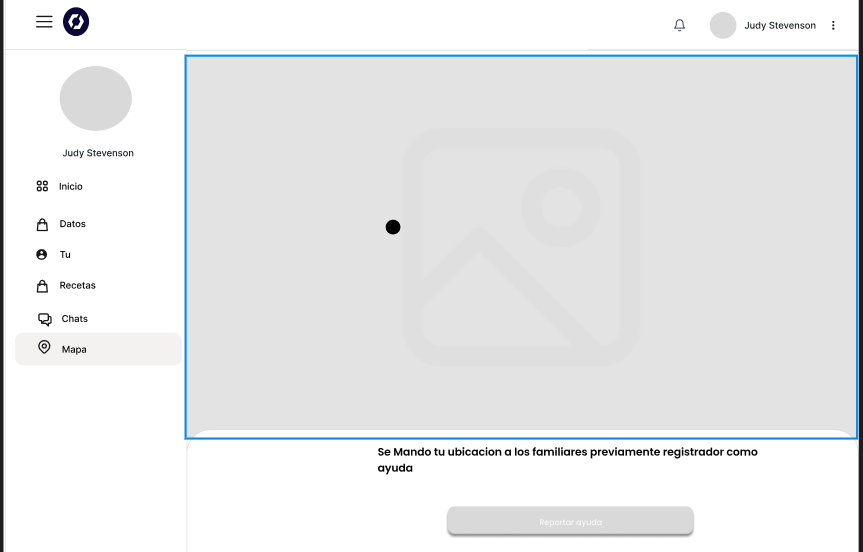 Judy Stevenson
Judy Stevenson
Inicio
Datos
Tu
Recetas
Chats
Mapa
Se Mando tu ubicacion a los familiares previamente registrador como
ayuda
Reportar ayuda